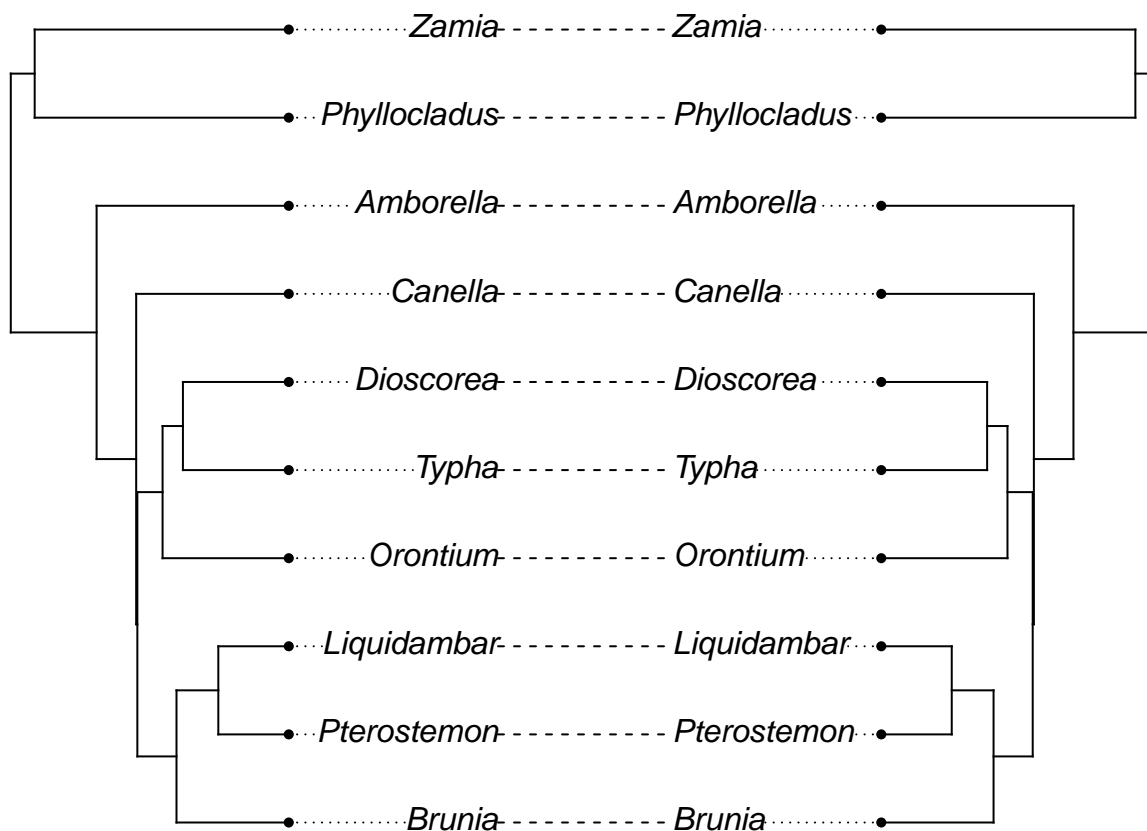 Zamia Zamia
Phyllocladus Phyllocladus
Amborella Amborella
Canella Canella
Dioscorea Dioscorea
Typha Typha
Orontium Orontium
Liquidambar Liquidambar
Pterostemon Pterostemon
Brunia Brunia